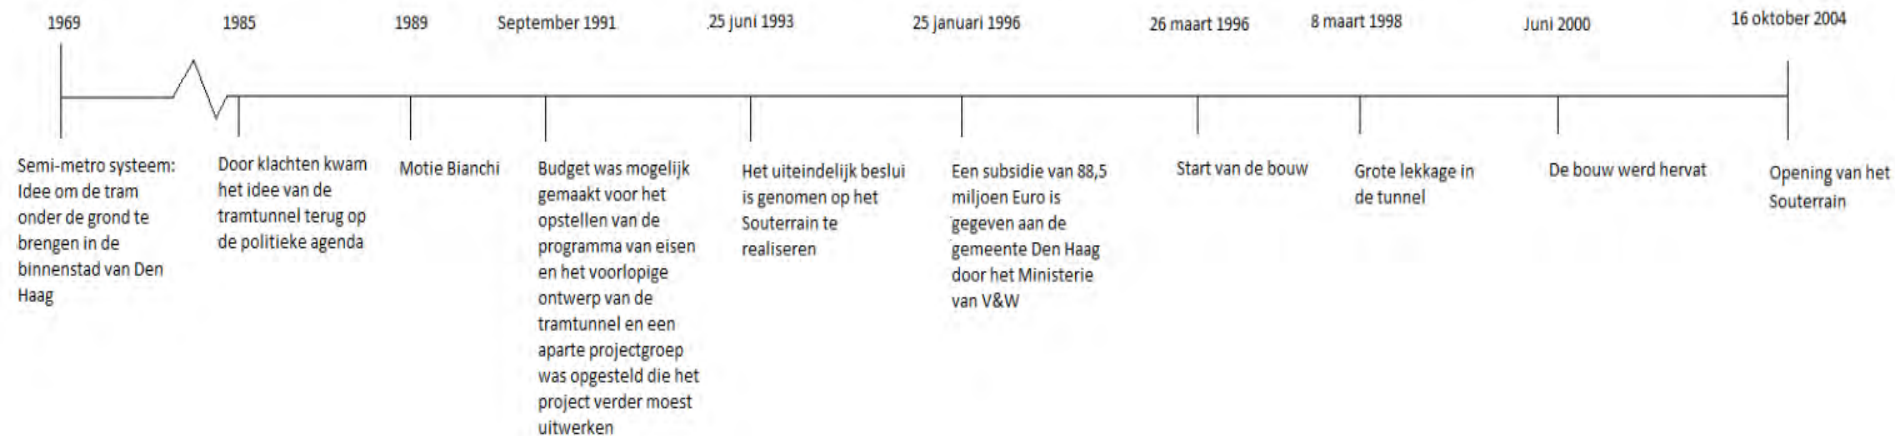 1969
Semi-metro systeem:
Idee om de tram
onder de grond te
brengen in de
binnenstad van Den
Haag
1985
Door klachten kwam
het idee van de
tramtunnel terug op
de politieke agenda
1989
Motie Bianchi
September 1991
Budget was mogelijk
gemaakt voor het
opstellen van de
programma van eisen
en het voorlopige
ontwerp van de
tramtunnel en een
aparte projectgroep
was opgesteld die het
project verder moest
uitwerken
25 juni 1993
Het uiteindelijk beslui
is genomen op het
Souterrain te
realiseren
25 januari 1996
Een subsidie van 88,5
miljoen Euro is
gegeven aan de
gemeente Den Haag
door het Ministerie
van V&W
26 maart 1996
Start van de bouw
8 maart 1998
Grote lekkage in
de tunnel
Juni 2000
De bouw werd hervat
16 oktober 2004
Opening van het
Souterrain